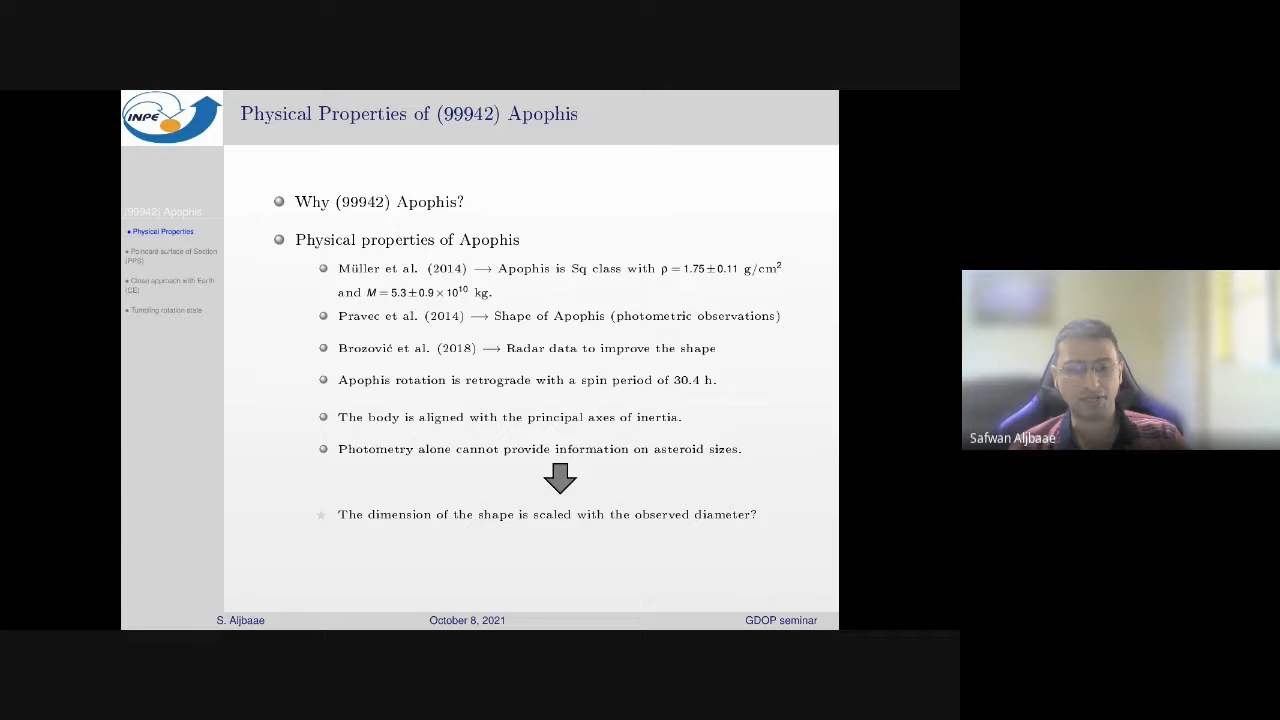 INPE
Physical Properties of (99942) Apophis
(99942) Apophis
• Physical Properties
• Poincaré surface of Section
(PPS)
• Close approach with Earth
(CE)
• Tumbling rotation state
Why (99942) Apophis?
Physical properties of Apophis
Müller et al. (2014) ⟶ Apophis is Sq class with ρ = 1.75±0.11 g/cm²
and M = 5.3±0.9×10¹⁰ kg.
Pravec et al. (2014) ⟶ Shape of Apophis (photometric observations)
Brozović et al. (2018) ⟶ Radar data to improve the shape
Apophis rotation is retrograde with a spin period of 30.4 h.
The body is aligned with the principal axes of inertia.
Photometry alone cannot provide information on asteroid sizes.
★ The dimension of the shape is scaled with the observed diameter?
S. Aljbaae October 8, 2021 GDOP seminar
Safwan Aljbaae